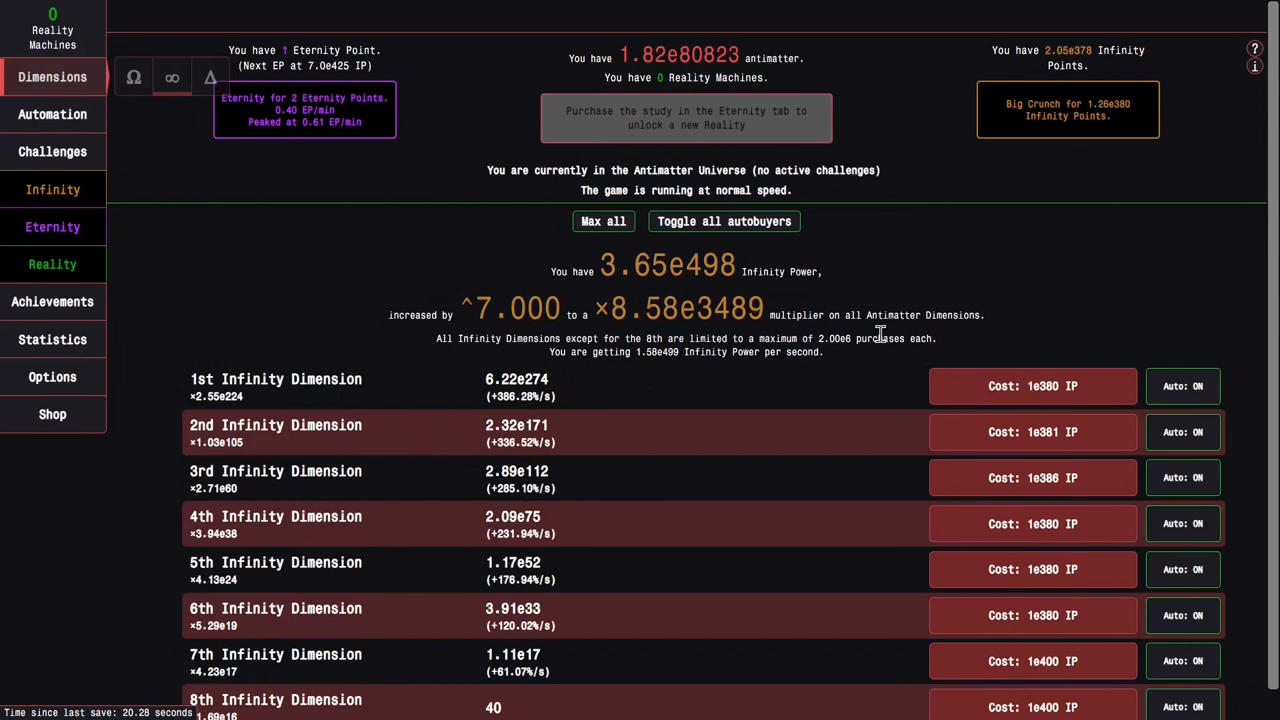 0
Reality
Machines
Dimensions
Ω ∞ Δ
Automation
Challenges
Infinity
Eternity
Reality
Achievements
Statistics
Options
Shop
You have 1 Eternity Point.
(Next EP at 7.0e425 IP)
Eternity for 2 Eternity Points.
0.40 EP/min
Peaked at 0.61 EP/min
You have 1.82e80823 antimatter.
You have 0 Reality Machines.
Purchase the study in the Eternity tab to
unlock a new Reality
You have 2.05e378 Infinity
Points.
Big Crunch for 1.26e380
Infinity Points.
?
i
You are currently in the Antimatter Universe (no active challenges)
The game is running at normal speed.
Max all
Toggle all autobuyers
You have 3.65e498 Infinity Power,
increased by ^7.000 to a ×8.58e3489 multiplier on all Antimatter Dimensions.
All Infinity Dimensions except for the 8th are limited to a maximum of 2.00e6 purchases each.
You are getting 1.58e499 Infinity Power per second.
1st Infinity Dimension 6.22e274 Cost: 1e380 IP Auto: ON
×2.55e224 (+386.28%/s)
2nd Infinity Dimension 2.32e171 Cost: 1e381 IP Auto: ON
×1.03e105 (+336.52%/s)
3rd Infinity Dimension 2.89e112 Cost: 1e386 IP Auto: ON
×2.71e60 (+285.10%/s)
4th Infinity Dimension 2.09e75 Cost: 1e380 IP Auto: ON
×3.94e38 (+231.94%/s)
5th Infinity Dimension 1.17e52 Cost: 1e380 IP Auto: ON
×4.13e24 (+176.94%/s)
6th Infinity Dimension 3.91e33 Cost: 1e380 IP Auto: ON
×5.29e19 (+120.02%/s)
7th Infinity Dimension 1.11e17 Cost: 1e400 IP Auto: ON
×4.23e17 (+61.07%/s)
8th Infinity Dimension 40 Cost: 1e400 IP Auto: ON
1.69e16
Time since last save: 20.28 seconds